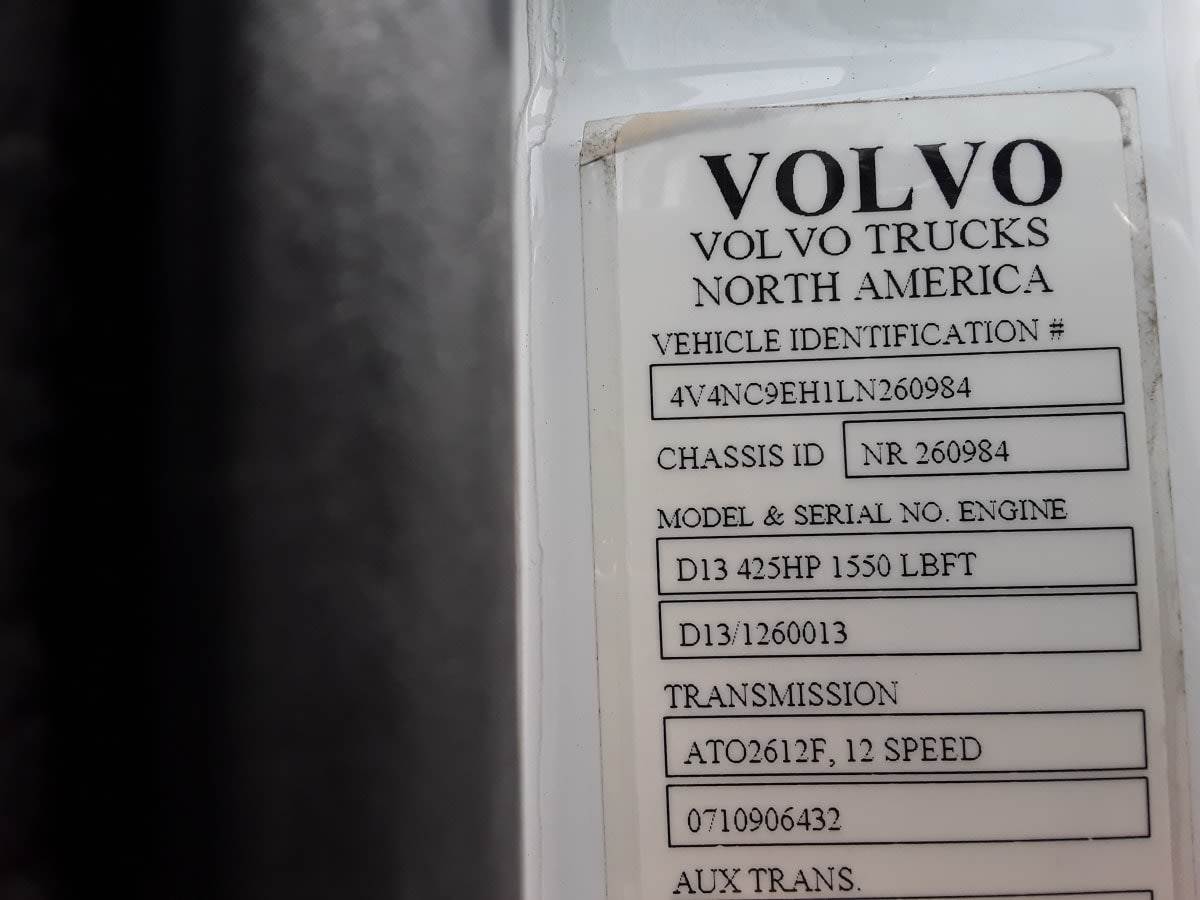 VOLVO
VOLVO TRUCKS
NORTH AMERICA
VEHICLE IDENTIFICATION #
4V4NC9EH1LN260984
CHASSIS ID NR 260984
MODEL & SERIAL NO. ENGINE
D13 425HP 1550 LBFT
D13/1260013
TRANSMISSION
ATO2612F, 12 SPEED
0710906432
AUX TRANS.